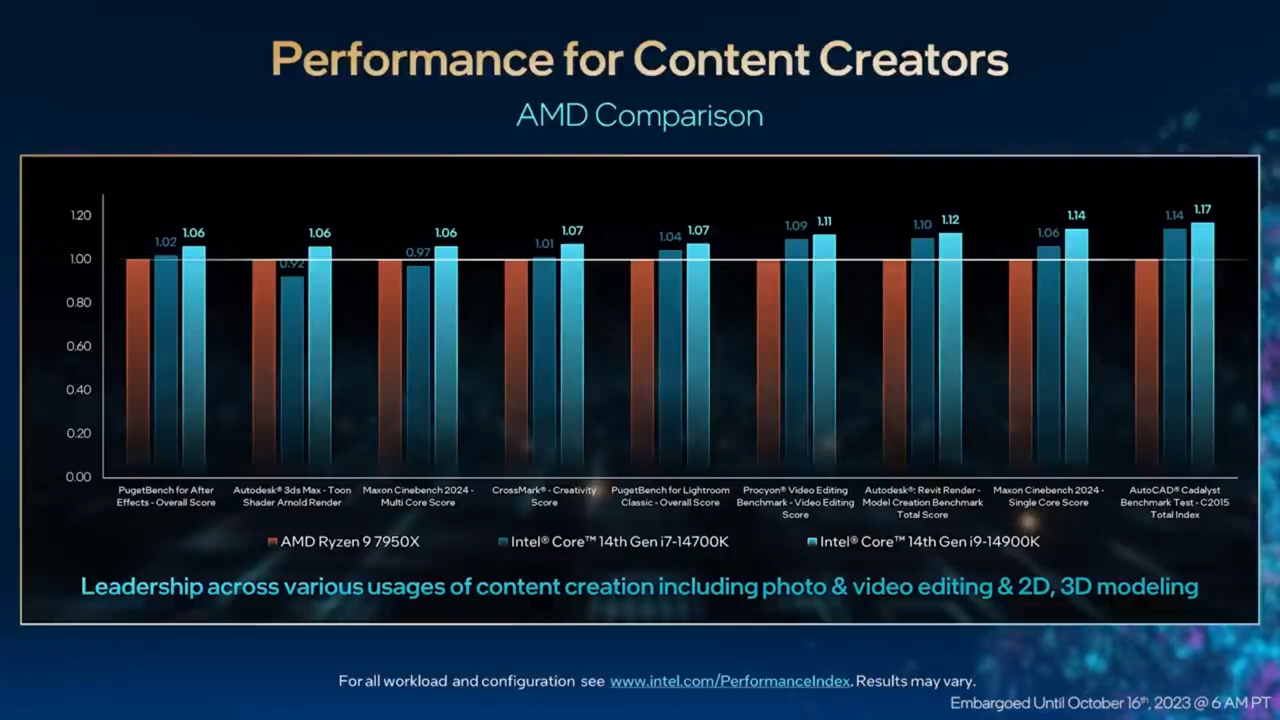 Performance for Content Creators
AMD Comparison
1.20
1.00
0.80
0.60
0.40
0.20
0.00
1.02
1.06
0.92
1.06
0.97
1.06
1.01
1.07
1.04
1.07
1.09
1.11
1.10
1.12
1.06
1.14
1.14
1.17
PugetBench for After
Effects - Overall Score
Autodesk® 3ds Max - Toon
Shader Arnold Render
Maxon Cinebench 2024 -
Multi Core Score
CrossMark® - Creativity
Score
PugetBench for Lightroom
Classic - Overall Score
Procyon® Video Editing
Benchmark - Video Editing
Score
Autodesk®: Revit Render -
Model Creation Benchmark
Total Score
Maxon Cinebench 2024 -
Single Core Score
AutoCAD® Cadalyst
Benchmark Test - C2015
Total Index
AMD Ryzen 9 7950X
Intel® Core™ 14th Gen i7-14700K
Intel® Core™ 14th Gen i9-14900K
Leadership across various usages of content creation including photo & video editing & 2D, 3D modeling
For all workload and configuration see www.intel.com/PerformanceIndex. Results may vary.
Embargoed Until October 16th, 2023 @ 6 AM PT